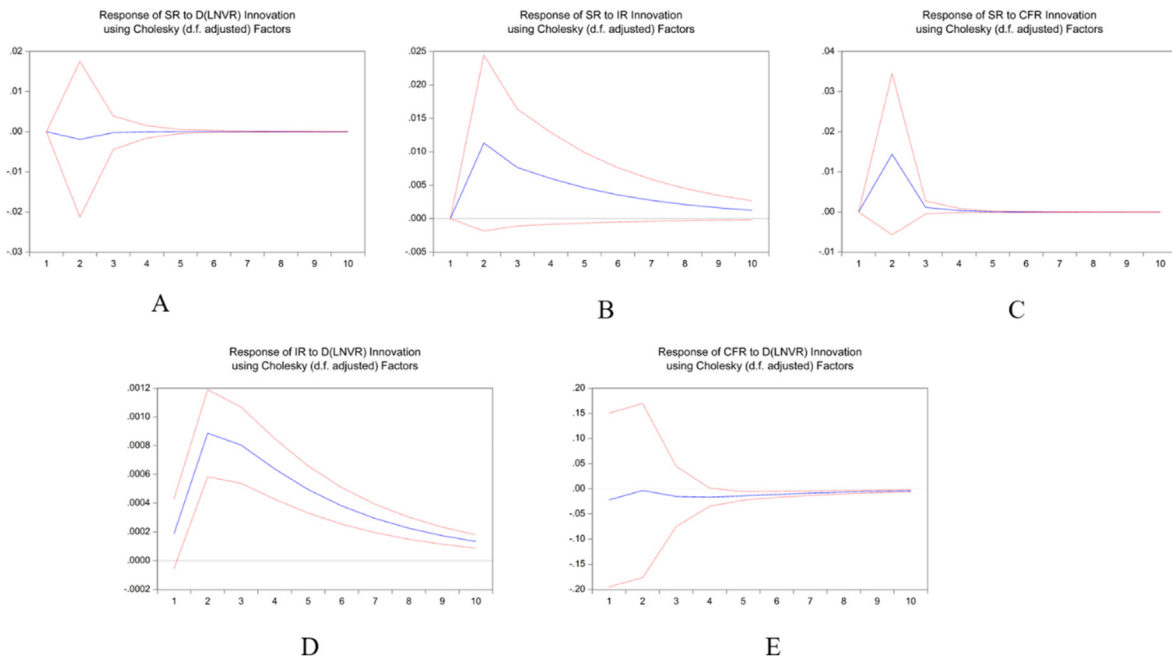 Response of SR to D(LNVR) Innovation
using Cholesky (d.f. adjusted) Factors
.02
.01
.00
-.01
-.02
-.03
1 2 3 4 5 6 7 8 9 10
A
Response of SR to IR Innovation
using Cholesky (d.f. adjusted) Factors
.025
.020
.015
.010
.005
.000
-.005
1 2 3 4 5 6 7 8 9 10
B
Response of SR to CFR Innovation
using Cholesky (d.f. adjusted) Factors
.04
.03
.02
.01
.00
-.01
1 2 3 4 5 6 7 8 9 10
C
Response of IR to D(LNVR) Innovation
using Cholesky (d.f. adjusted) Factors
.0012
.0010
.0008
.0006
.0004
.0002
.0000
-.0002
1 2 3 4 5 6 7 8 9 10
D
Response of CFR to D(LNVR) Innovation
using Cholesky (d.f. adjusted) Factors
.20
.15
.10
.05
.00
-.05
-.10
-.15
-.20
1 2 3 4 5 6 7 8 9 10
E